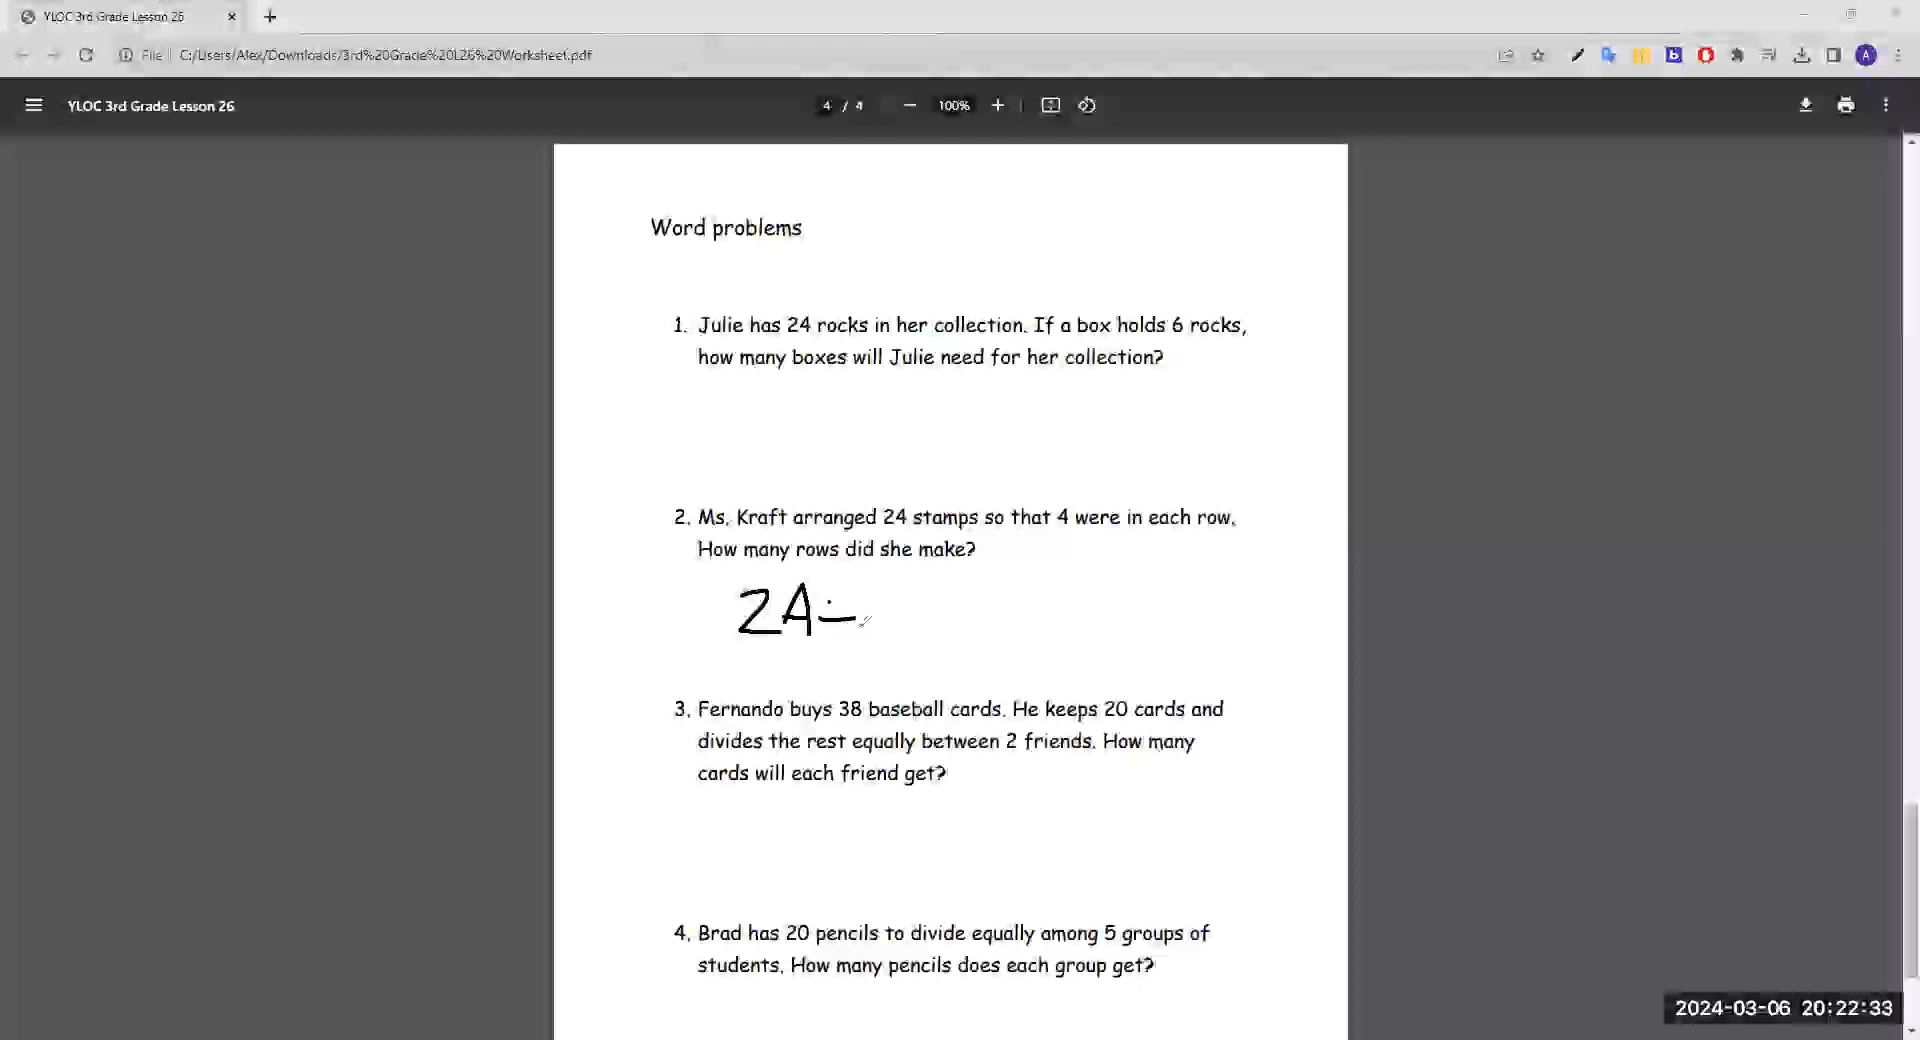 YLOC 3rd Grade Lesson 26
File
C:/Users/Alex/Downloads/3rd%20Grade%20L26%20Worksheet.pdf
A
YLOC 3rd Grade Lesson 26
4 / 4
100%
Word problems
1. Julie has 24 rocks in her collection. If a box holds 6 rocks,
how many boxes will Julie need for her collection?
2. Ms. Kraft arranged 24 stamps so that 4 were in each row.
How many rows did she make?
24÷
3. Fernando buys 38 baseball cards. He keeps 20 cards and
divides the rest equally between 2 friends. How many
cards will each friend get?
4. Brad has 20 pencils to divide equally among 5 groups of
students. How many pencils does each group get?
2024-03-06 20:22:33